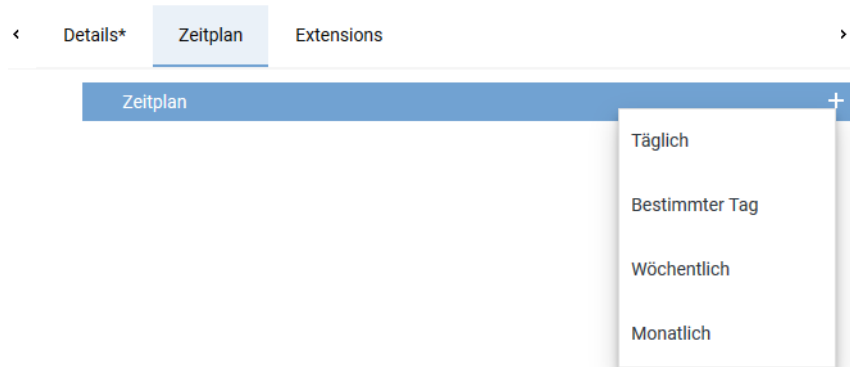 Details* Zeitplan Extensions
Zeitplan
Täglich
Bestimmter Tag
Wöchentlich
Monatlich